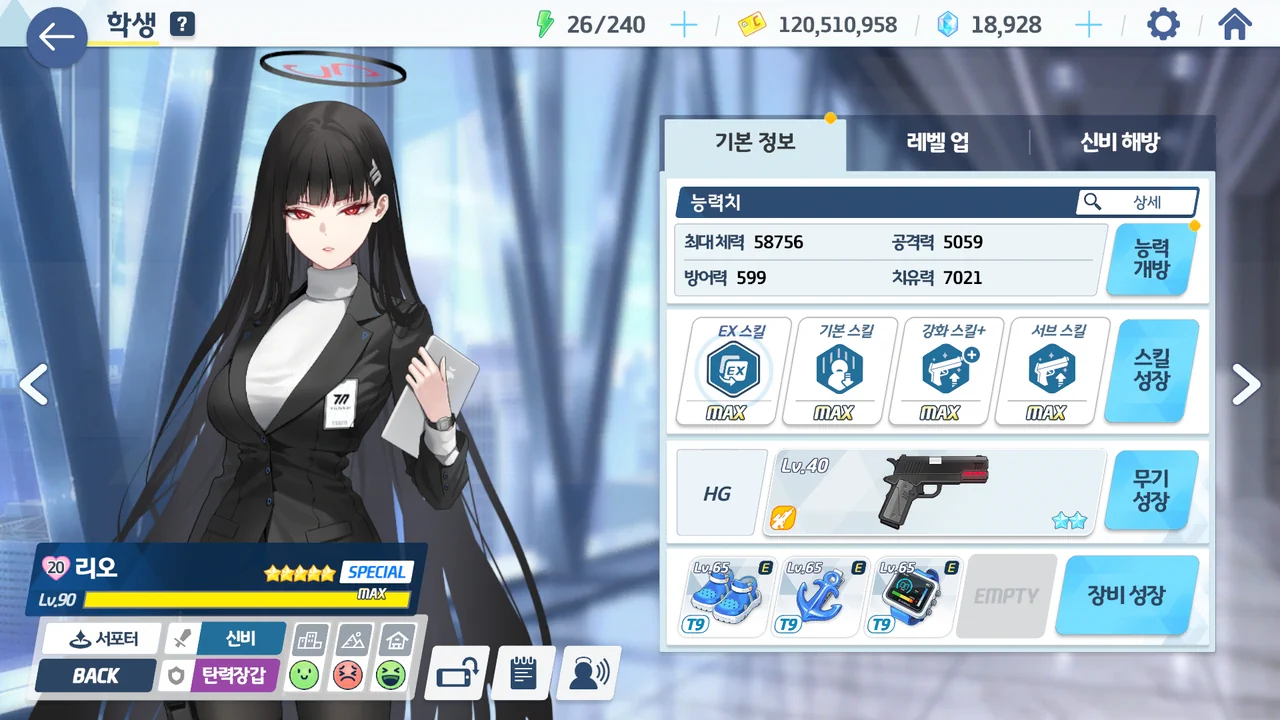 학생 ?
26/240
120,510,958
18,928
기본 정보
레벨 업
신비 해방
능력치
상세
최대 체력 58756
공격력 5059
방어력 599
치유력 7021
능력
개방
EX 스킬
기본 스킬
강화 스킬+
서브 스킬
EX
MAX
MAX
MAX
MAX
스킬
성장
HG
Lv.40
무기
성장
Lv.65 E
Lv.65 E
Lv.65 E
T9
T9
T9
EMPTY
장비 성장
20 리오
SPECIAL
Lv.90
MAX
서포터
신비
BACK
탄력장갑